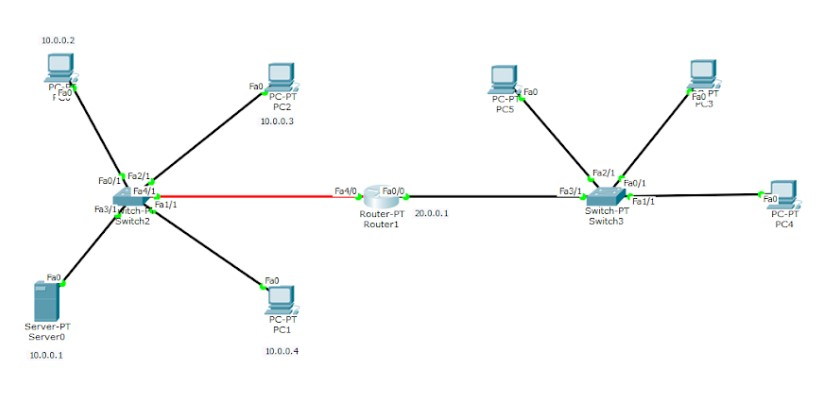 10.0.0.2
Fa0
Fa0
PC-PT
PC2
10.0.0.3
Fa0/1
Fa2/1
Fa4/1
Fa3/1
Fa1/1
Switch2
Fa0
Server-PT
Server0
10.0.0.1
Fa0
PC-PT
PC1
10.0.0.4
Fa4/0
Fa0/0
Router-PT
Router1
20.0.0.1
Fa0
PC-PT
PC5
Fa0
Fa2/1
Fa0/1
Fa3/1
Fa1/1
Switch-PT
Switch3
Fa0
PC-PT
PC4